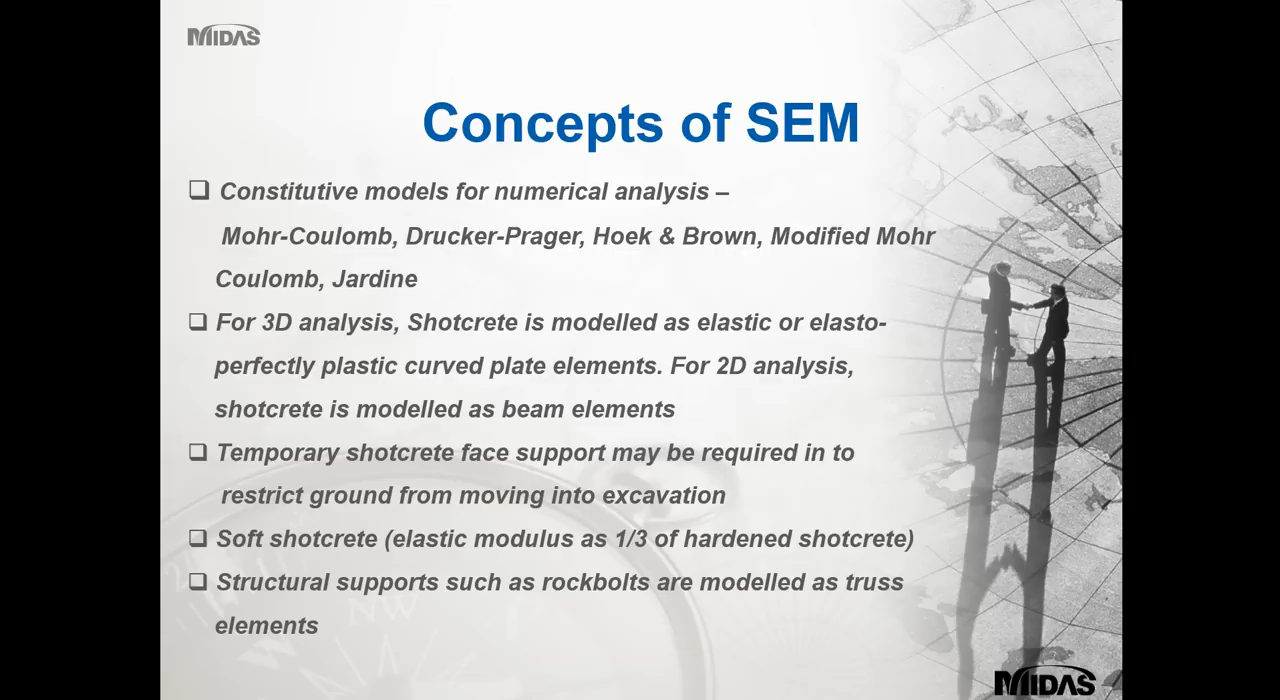 MIDAS
Concepts of SEM
❑ Constitutive models for numerical analysis –
Mohr-Coulomb, Drucker-Prager, Hoek & Brown, Modified Mohr
Coulomb, Jardine
❑ For 3D analysis, Shotcrete is modelled as elastic or elasto-
perfectly plastic curved plate elements. For 2D analysis,
shotcrete is modelled as beam elements
❑ Temporary shotcrete face support may be required in to
restrict ground from moving into excavation
❑ Soft shotcrete (elastic modulus as 1/3 of hardened shotcrete)
❑ Structural supports such as rockbolts are modelled as truss
elements
NW
W
MIDAS